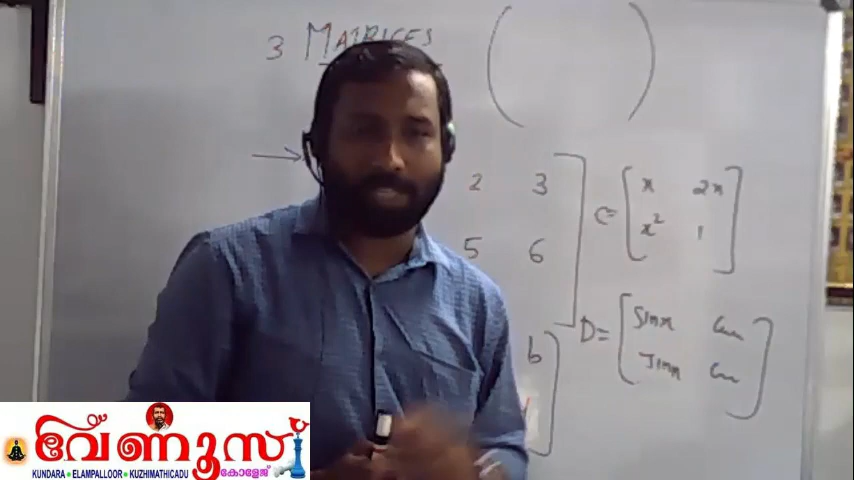 3 MATRICES
2 3
5 6
b
C= x 2x
x² 1
D= Sinx
Sinx
വേണൂസ്
കോളേജ്
KUNDARA ● ELAMPALLOOR ● KUZHIMATHICADU